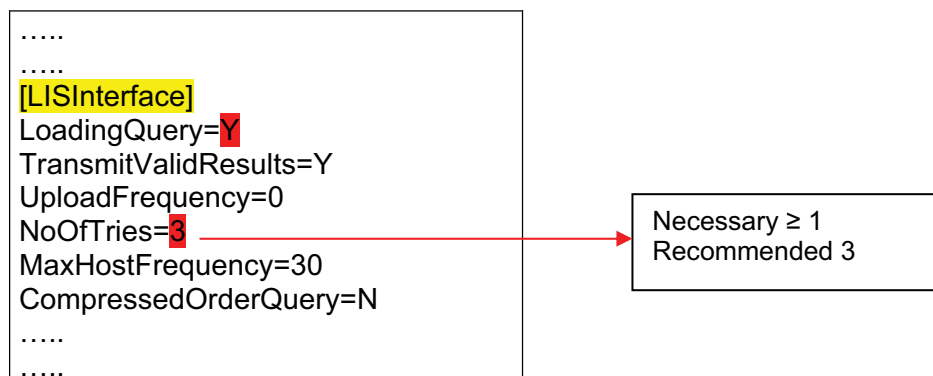 …..
…..
[LISInterface]
LoadingQuery=Y
TransmitValidResults=Y
UploadFrequency=0
NoOfTries=3
MaxHostFrequency=30
CompressedOrderQuery=N
…..
…..
Necessary ≥ 1
Recommended 3